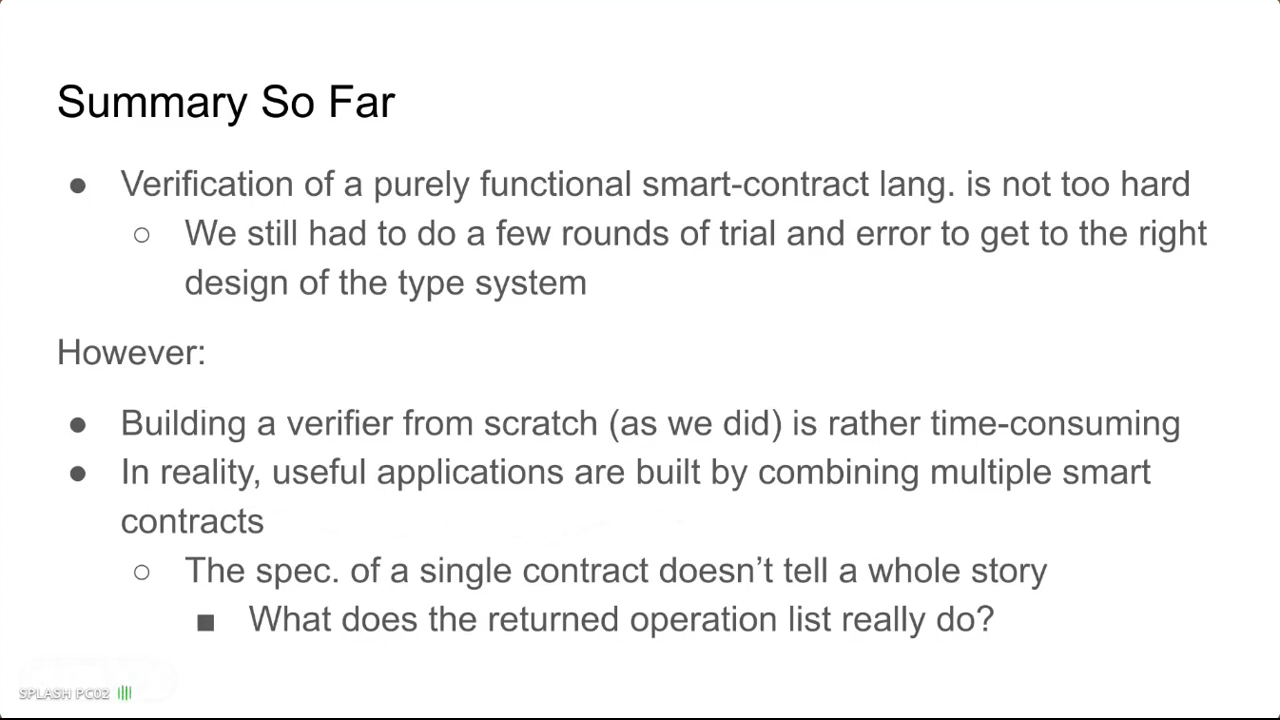 Summary So Far
● Verification of a purely functional smart-contract lang. is not too hard
○ We still had to do a few rounds of trial and error to get to the right
design of the type system
However:
● Building a verifier from scratch (as we did) is rather time-consuming
● In reality, useful applications are built by combining multiple smart
contracts
○ The spec. of a single contract doesn’t tell a whole story
■ What does the returned operation list really do?
SPLASH PC02